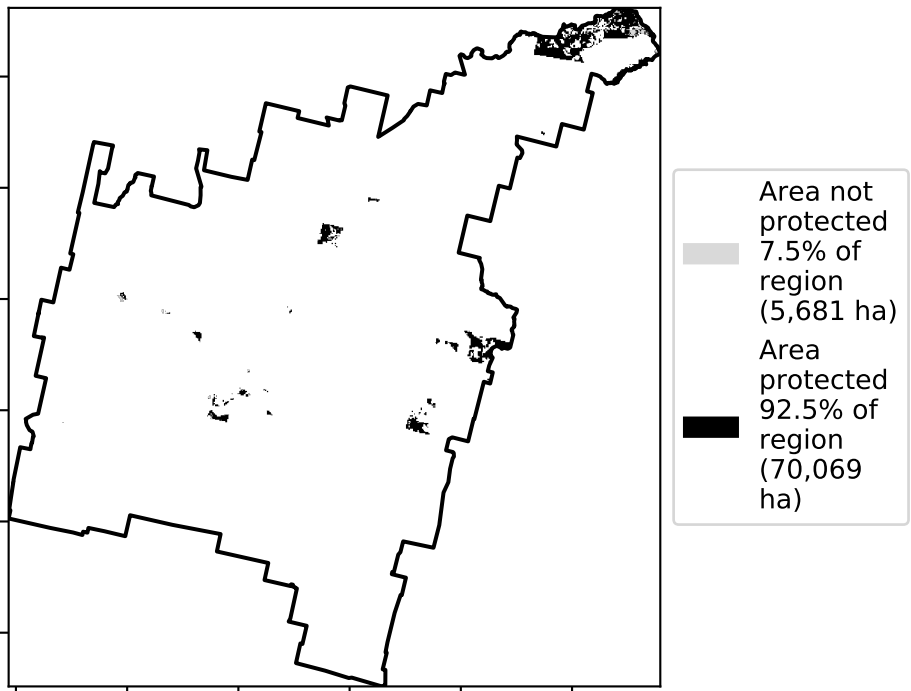 Area not
protected
7.5% of
region
(5,681 ha)
Area
protected
92.5% of
region
(70,069
ha)